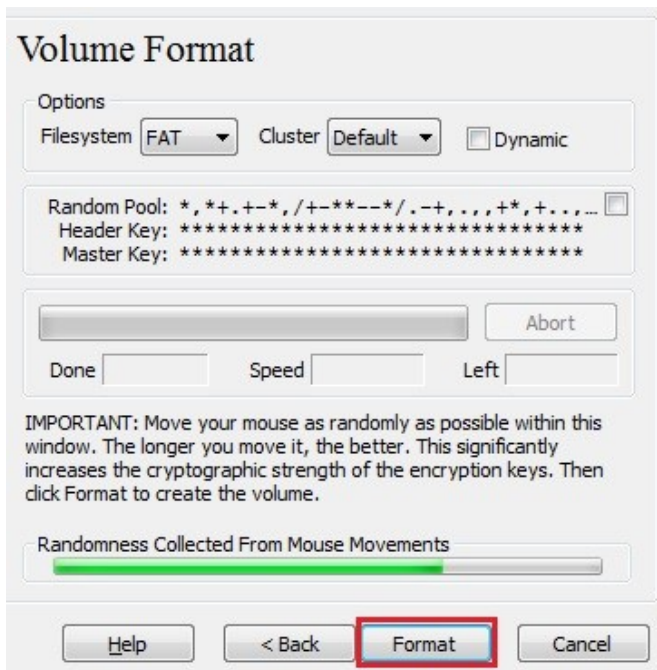 Volume Format
Options
Filesystem FAT Cluster Default Dynamic
Random Pool: *,*+.+-*,/+-**--*/.-+,.,,+*,+..,…
Header Key: ********************************
Master Key: ********************************
Abort
Done Speed Left
IMPORTANT: Move your mouse as randomly as possible within this
window. The longer you move it, the better. This significantly
increases the cryptographic strength of the encryption keys. Then
click Format to create the volume.
Randomness Collected From Mouse Movements
Help < Back Format Cancel